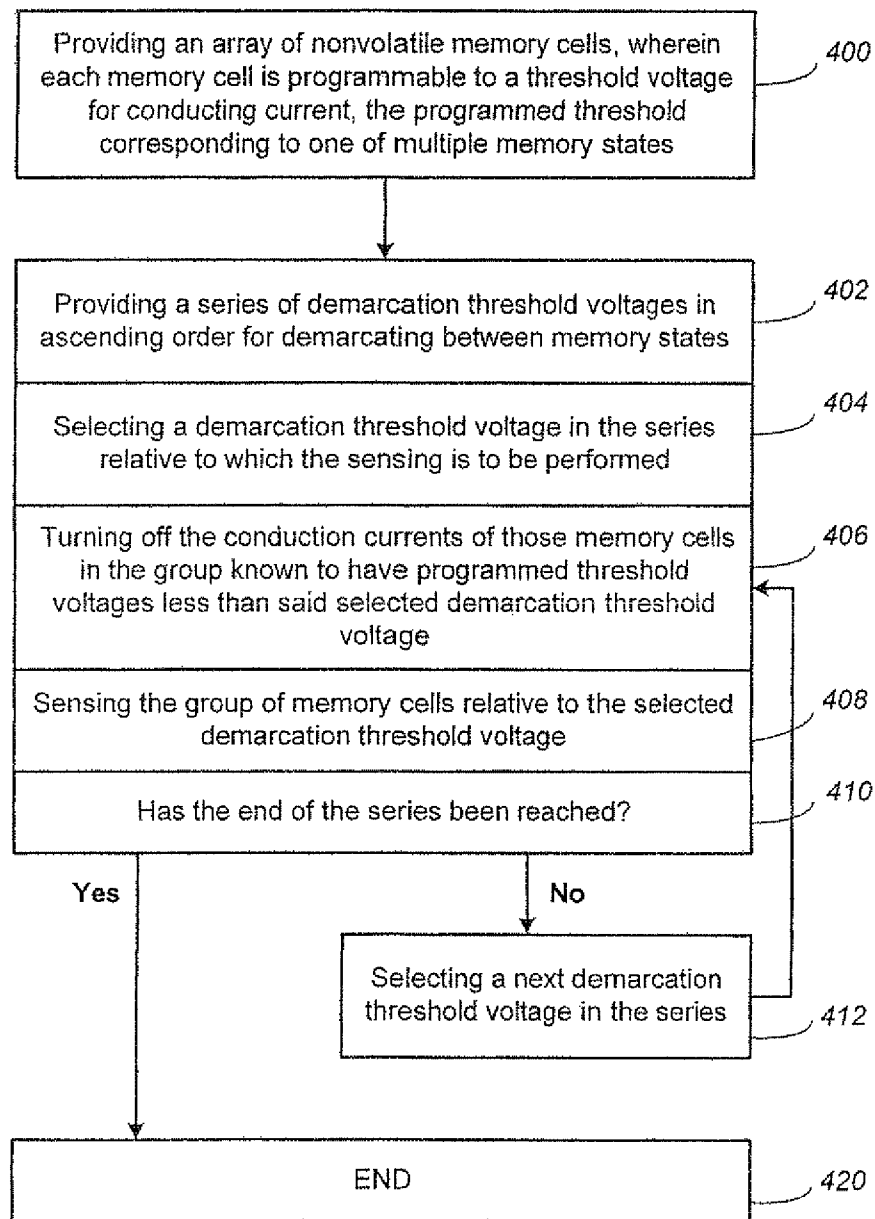 Providing an array of nonvolatile memory cells, wherein
each memory cell is programmable to a threshold voltage
for conducting current, the programmed threshold
corresponding to one of multiple memory states
400
Providing a series of demarcation threshold voltages in
ascending order for demarcating between memory states
402
Selecting a demarcation threshold voltage in the series
relative to which the sensing is to be performed
404
Turning off the conduction currents of those memory cells
in the group known to have programmed threshold
voltages less than said selected demarcation threshold
voltage
406
Sensing the group of memory cells relative to the selected
demarcation threshold voltage
408
Has the end of the series been reached?
410
Yes
No
Selecting a next demarcation
threshold voltage in the series
412
END
420